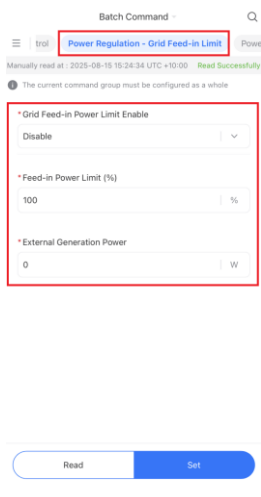 Batch Command
trol Power Regulation - Grid Feed-in Limit Powe
Manually read at : 2025-08-15 15:24:34 UTC +10:00 Read Successfully
The current command group must be configured as a whole
* Grid Feed-in Power Limit Enable
Disable
* Feed-in Power Limit (%)
100 %
* External Generation Power
0 W
Read Set